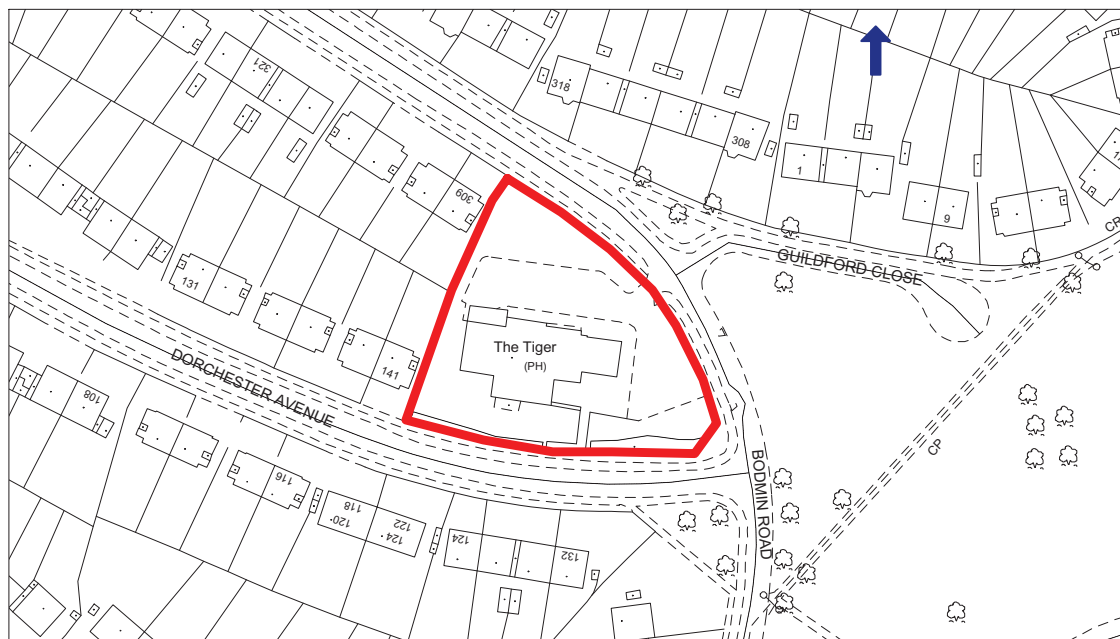 321
318
308
1
309
9
CR
GUILDFORD CLOSE
131
The Tiger
(PH)
141
DORCHESTER AVENUE
108
CP
BODMIN ROAD
116
118
120
122
124
124
132